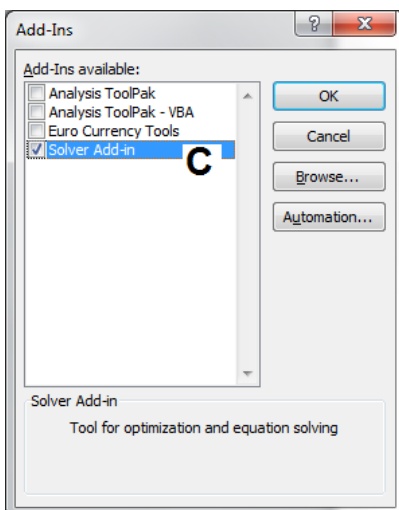 Add-Ins
?
Add-Ins available:
Analysis ToolPak
Analysis ToolPak - VBA
Euro Currency Tools
Solver Add-in
C
OK
Cancel
Browse...
Automation...
Solver Add-in
Tool for optimization and equation solving